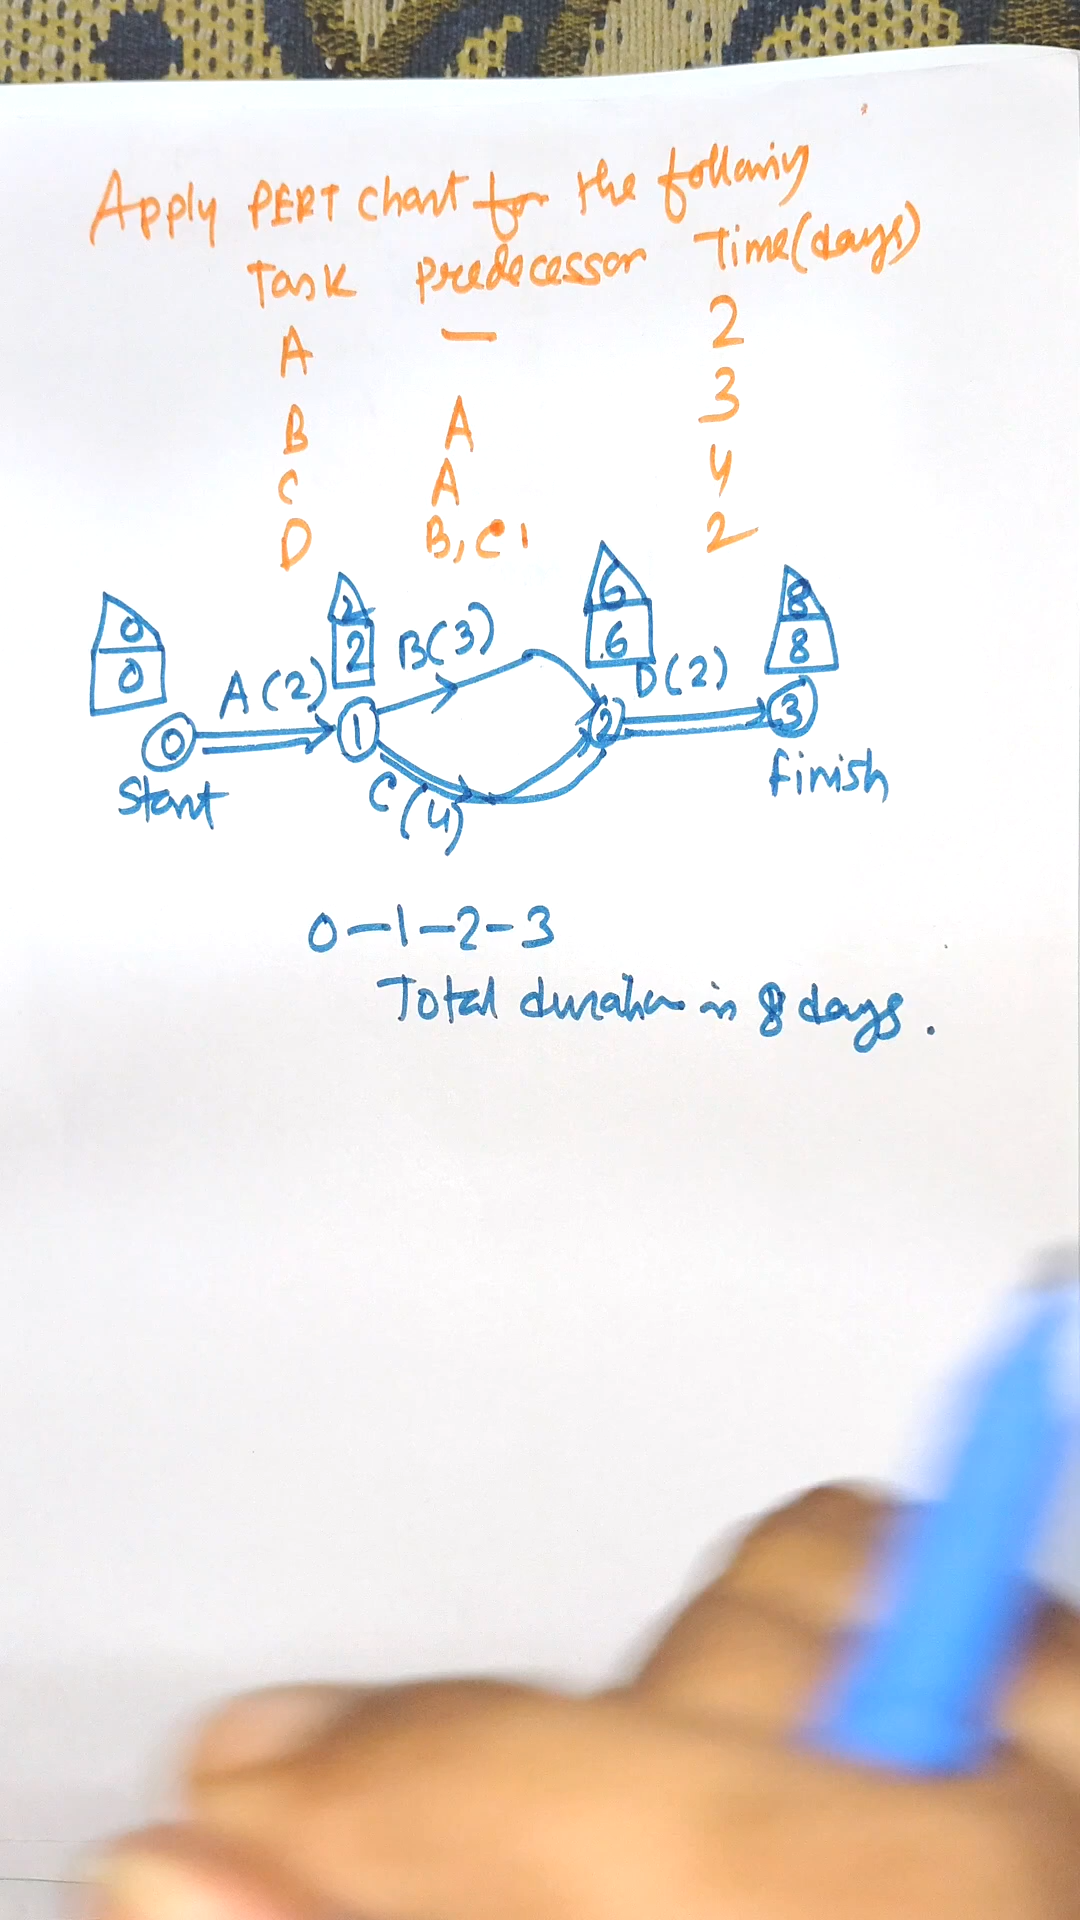 Apply PERT chart for the following
Task Predecessor Time(days)
A — 2
B A 3
C A 4
D B, C 2
0 2 6 8
0 2 6 8
A(2) B(3) D(2)
0 1 2 3
Start C(4) Finish
0-1-2-3
Total duration is 8 days.